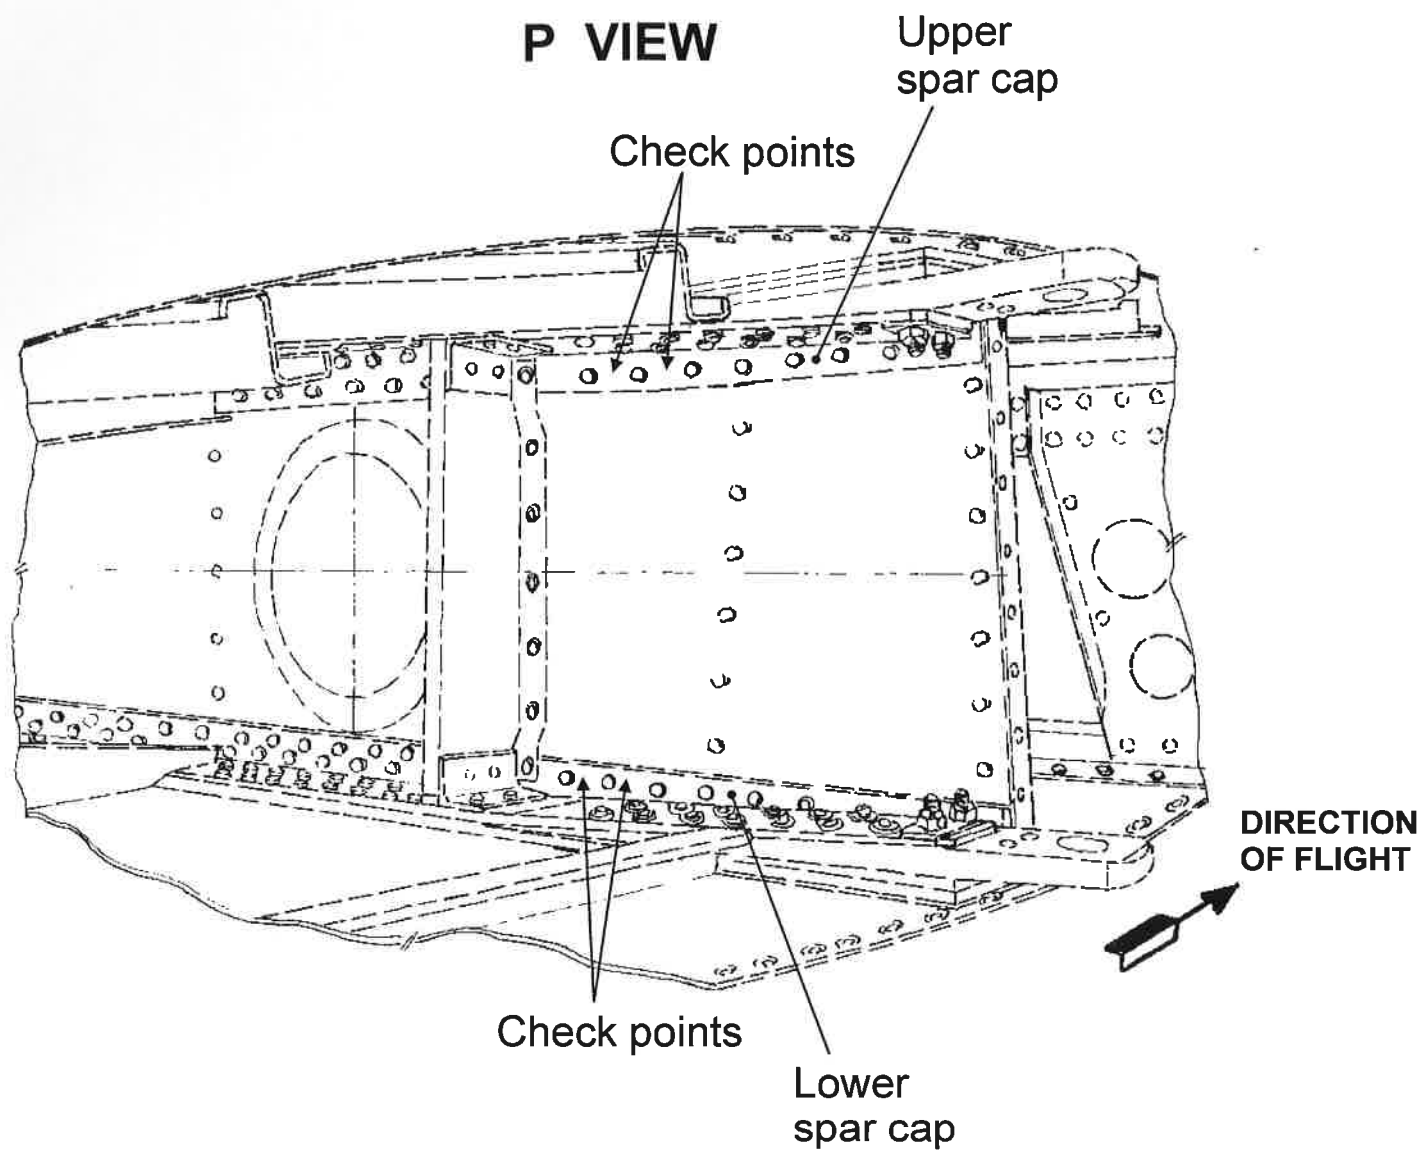 P VIEW
Upper
spar cap
Check points
DIRECTION
OF FLIGHT
Check points
Lower
spar cap